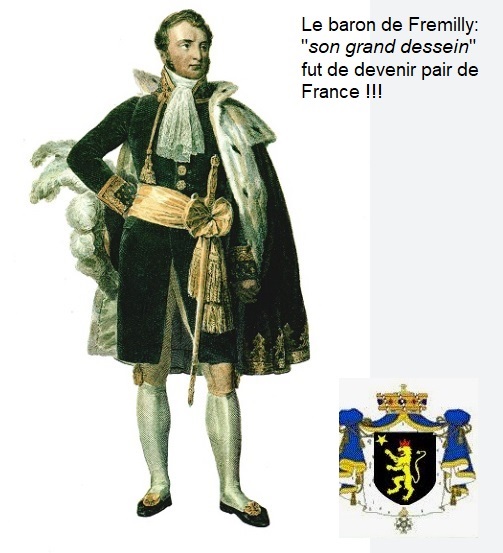 Le baron de Fremilly:
"son grand dessein"
fut de devenir pair de
France !!!